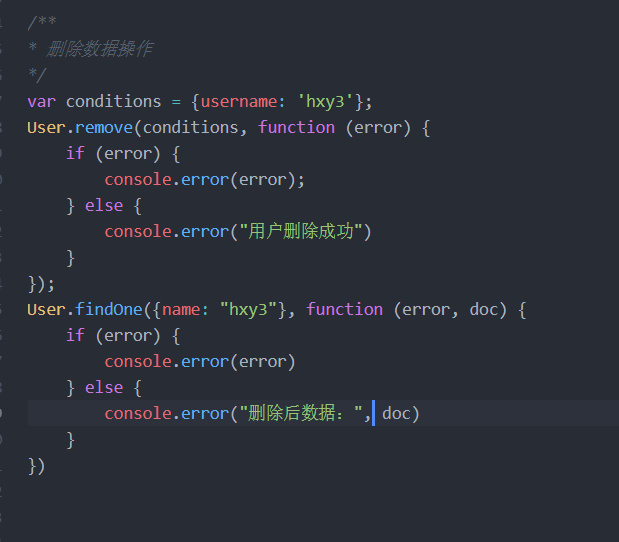 /**
* 删除数据操作
*/
var conditions = {username: 'hxy3'};
User.remove(conditions, function (error) {
    if (error) {
        console.error(error);
    } else {
        console.error("用户删除成功")
    }
});
User.findOne({name: "hxy3"}, function (error, doc) {
    if (error) {
        console.error(error)
    } else {
        console.error("删除后数据：", doc)
    }
})